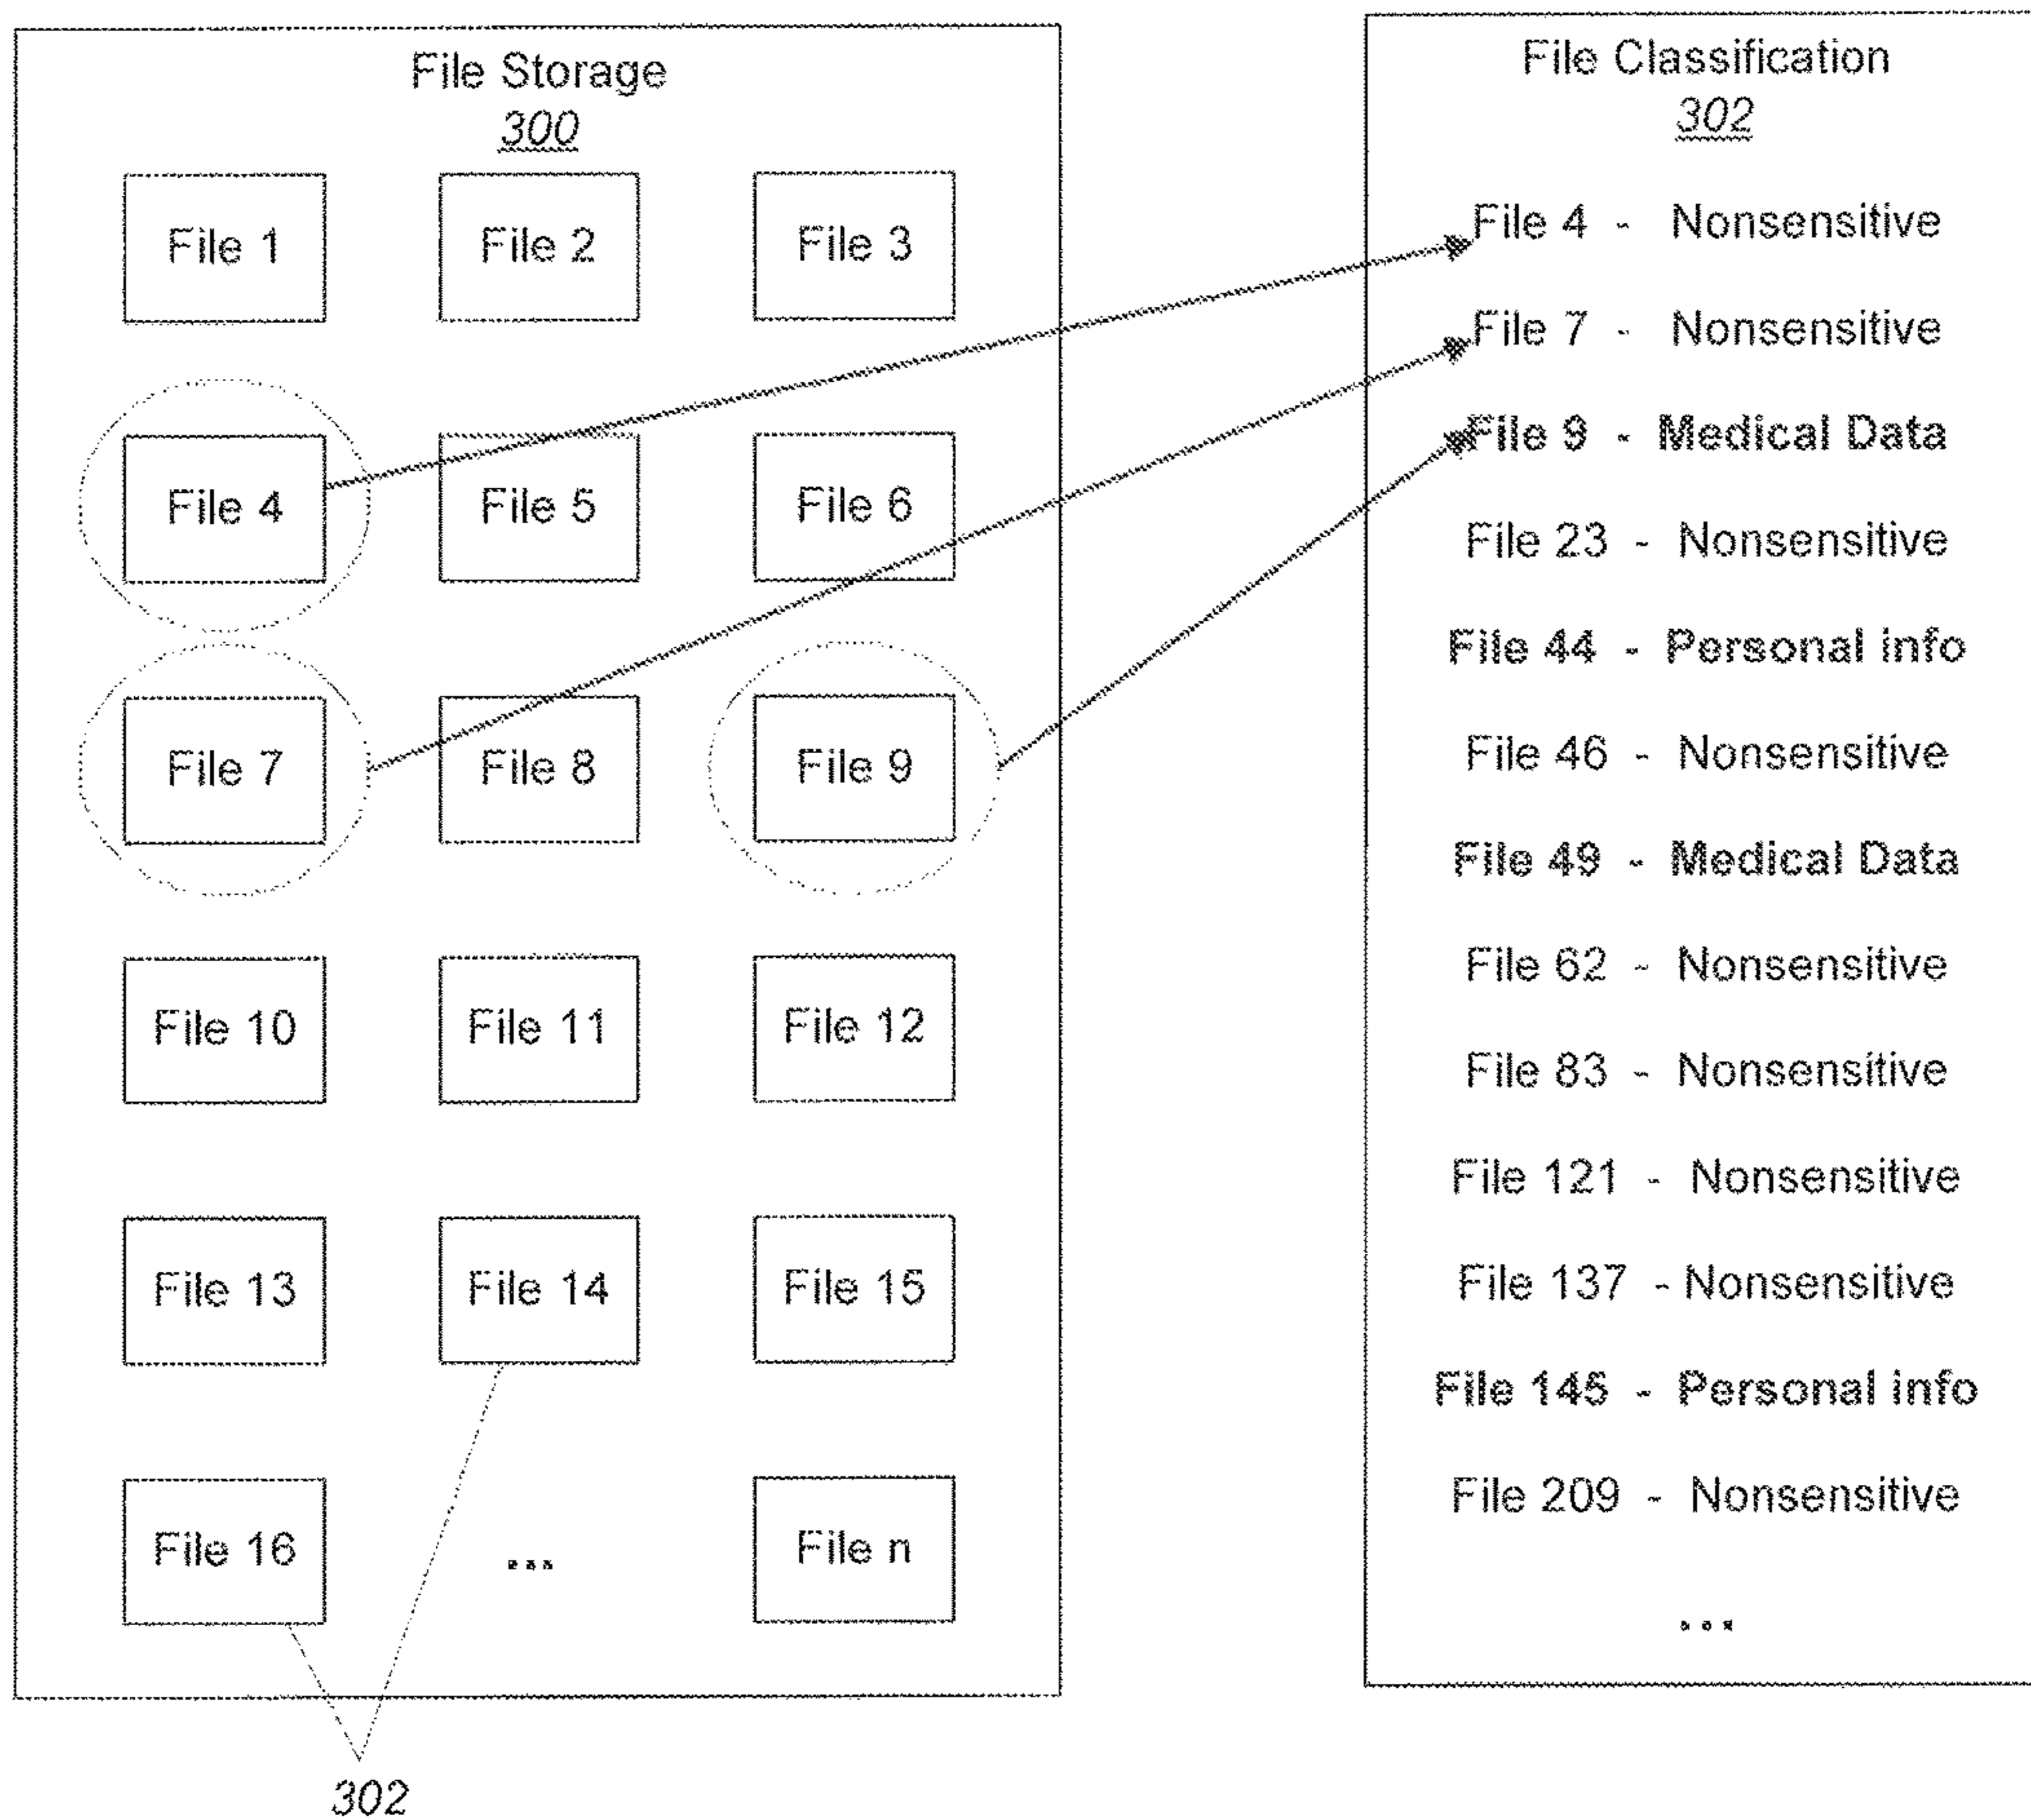 File Storage
300
File 1 File 2 File 3
File 4 File 5 File 6
File 7 File 8 File 9
File 10 File 11 File 12
File 13 File 14 File 15
File 16 ... File n
302
File Classification
302
File 4 - Nonsensitive
File 7 - Nonsensitive
File 9 - Medical Data
File 23 - Nonsensitive
File 44 - Personal info
File 46 - Nonsensitive
File 49 - Medical Data
File 62 - Nonsensitive
File 83 - Nonsensitive
File 121 - Nonsensitive
File 137 - Nonsensitive
File 145 - Personal info
File 209 - Nonsensitive
...